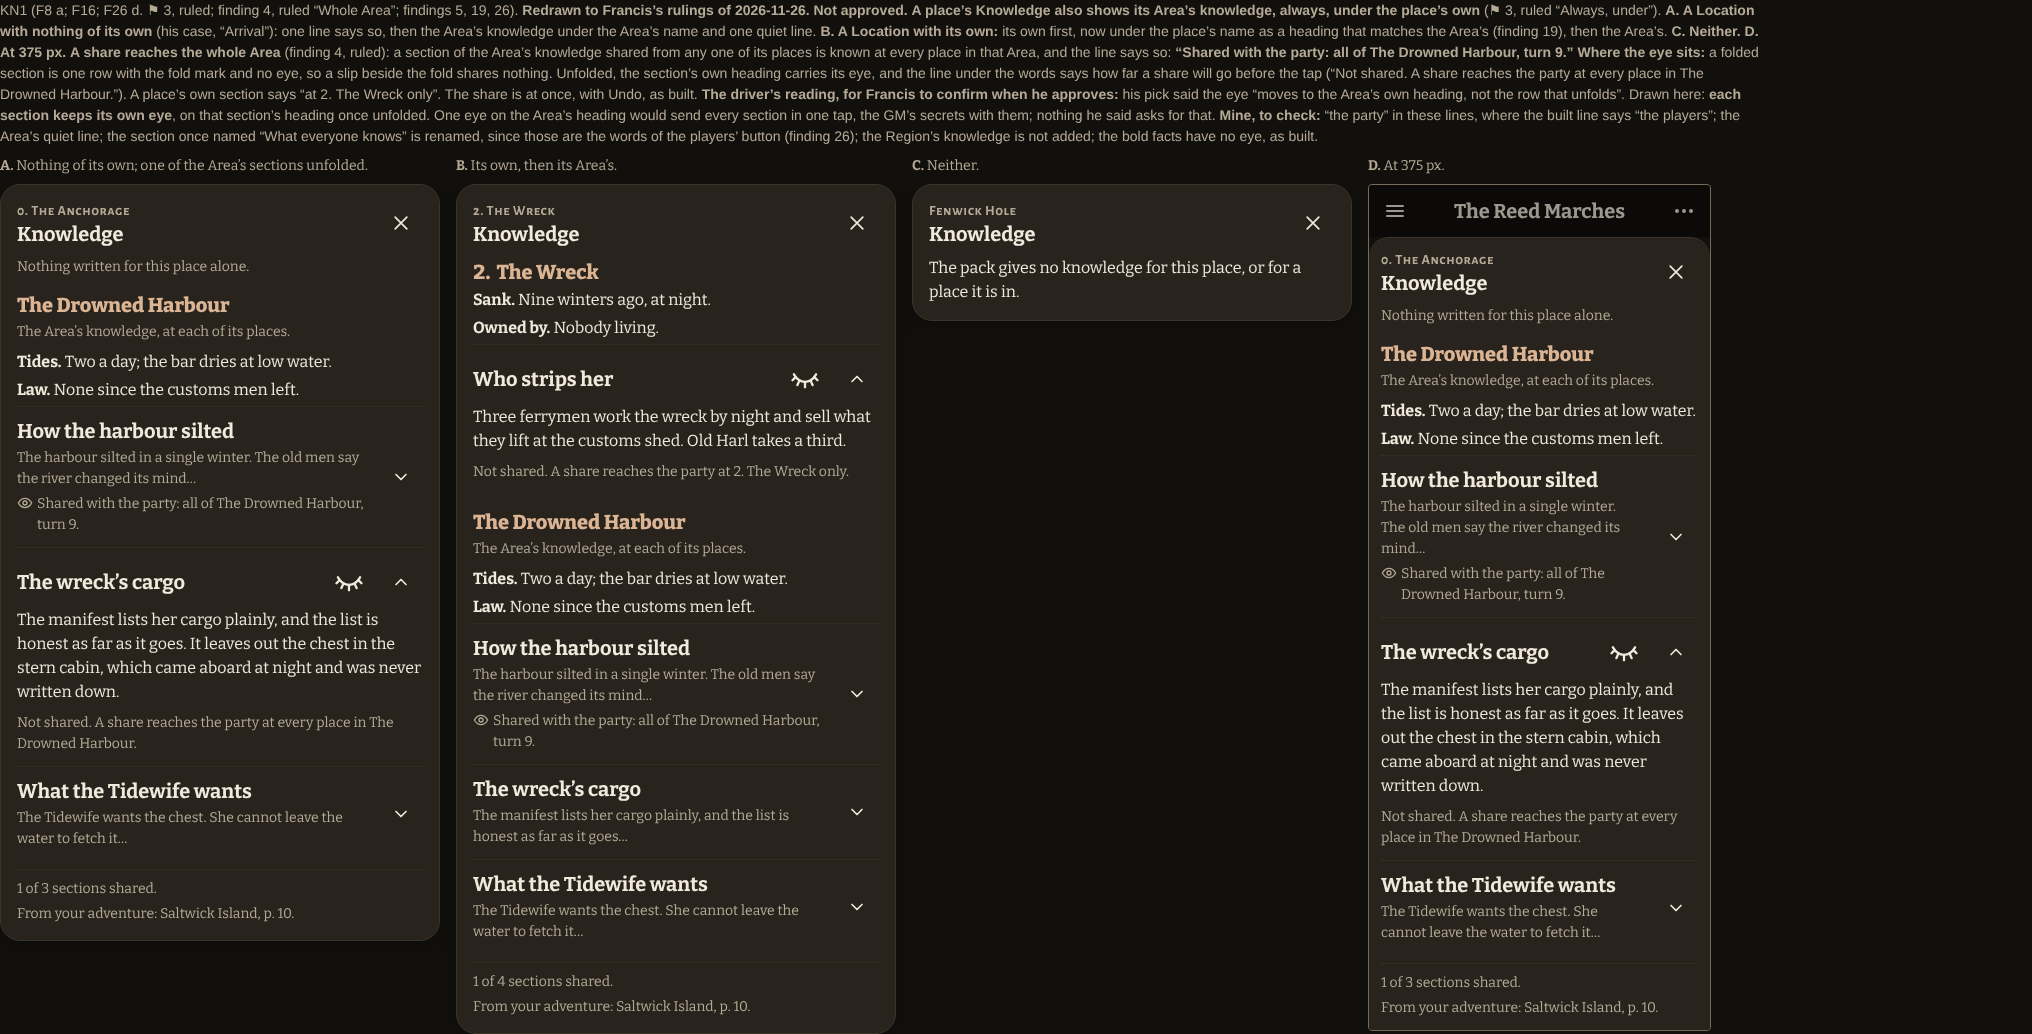 KN1 (F8 a; F16; F26 d. ⚑ 3, ruled; finding 4, ruled “Whole Area”; findings 5, 19, 26). Redrawn to Francis’s rulings of 2026-11-26. Not approved. A place’s Knowledge also shows its Area’s knowledge, always, under the place’s own (⚑ 3, ruled “Always, under”). A. A Location
with nothing of its own (his case, “Arrival”): one line says so, then the Area’s knowledge under the Area’s name and one quiet line. B. A Location with its own: its own first, now under the place’s name as a heading that matches the Area’s (finding 19), then the Area’s. C. Neither. D.
At 375 px. A share reaches the whole Area (finding 4, ruled): a section of the Area’s knowledge shared from any one of its places is known at every place in that Area, and the line says so: “Shared with the party: all of The Drowned Harbour, turn 9.” Where the eye sits: a folded
section is one row with the fold mark and no eye, so a slip beside the fold shares nothing. Unfolded, the section’s own heading carries its eye, and the line under the words says how far a share will go before the tap (“Not shared. A share reaches the party at every place in The
Drowned Harbour.”). A place’s own section says “at 2. The Wreck only”. The share is at once, with Undo, as built. The driver’s reading, for Francis to confirm when he approves: his pick said the eye “moves to the Area’s own heading, not the row that unfolds”. Drawn here: each
section keeps its own eye, on that section’s heading once unfolded. One eye on the Area’s heading would send every section in one tap, the GM’s secrets with them; nothing he said asks for that. Mine, to check: “the party” in these lines, where the built line says “the players”; the
Area’s quiet line; the section once named “What everyone knows” is renamed, since those are the words of the players’ button (finding 26); the Region’s knowledge is not added; the bold facts have no eye, as built.
A. Nothing of its own; one of the Area’s sections unfolded.
0. The Anchorage
Knowledge
Nothing written for this place alone.
The Drowned Harbour
The Area’s knowledge, at each of its places.
Tides. Two a day; the bar dries at low water.
Law. None since the customs men left.
How the harbour silted
The harbour silted in a single winter. The old men say
the river changed its mind…
Shared with the party: all of The Drowned Harbour,
turn 9.
The wreck’s cargo
The manifest lists her cargo plainly, and the list is
honest as far as it goes. It leaves out the chest in the
stern cabin, which came aboard at night and was never
written down.
Not shared. A share reaches the party at every place in The
Drowned Harbour.
What the Tidewife wants
The Tidewife wants the chest. She cannot leave the
water to fetch it…
1 of 3 sections shared.
From your adventure: Saltwick Island, p. 10.
B. Its own, then its Area’s.
2. The Wreck
Knowledge
2. The Wreck
Sank. Nine winters ago, at night.
Owned by. Nobody living.
Who strips her
Three ferrymen work the wreck by night and sell what
they lift at the customs shed. Old Harl takes a third.
Not shared. A share reaches the party at 2. The Wreck only.
The Drowned Harbour
The Area’s knowledge, at each of its places.
Tides. Two a day; the bar dries at low water.
Law. None since the customs men left.
How the harbour silted
The harbour silted in a single winter. The old men say
the river changed its mind…
Shared with the party: all of The Drowned Harbour,
turn 9.
The wreck’s cargo
The manifest lists her cargo plainly, and the list is
honest as far as it goes…
What the Tidewife wants
The Tidewife wants the chest. She cannot leave the
water to fetch it…
1 of 4 sections shared.
From your adventure: Saltwick Island, p. 10.
C. Neither.
Fenwick Hole
Knowledge
The pack gives no knowledge for this place, or for a
place it is in.
D. At 375 px.
The Reed Marches
0. The Anchorage
Knowledge
Nothing written for this place alone.
The Drowned Harbour
The Area’s knowledge, at each of its places.
Tides. Two a day; the bar dries at low water.
Law. None since the customs men left.
How the harbour silted
The harbour silted in a single winter.
The old men say the river changed its
mind…
Shared with the party: all of The
Drowned Harbour, turn 9.
The wreck’s cargo
The manifest lists her cargo plainly, and
the list is honest as far as it goes. It leaves
out the chest in the stern cabin, which
came aboard at night and was never
written down.
Not shared. A share reaches the party at every
place in The Drowned Harbour.
What the Tidewife wants
The Tidewife wants the chest. She
cannot leave the water to fetch it…
1 of 3 sections shared.
From your adventure: Saltwick Island, p. 10.